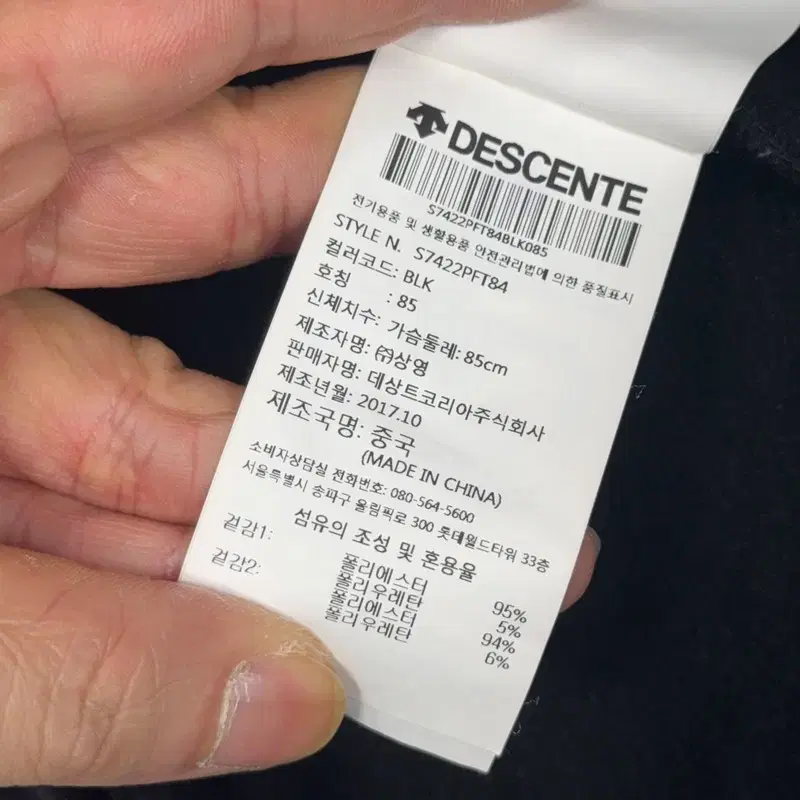 DESCENTE
S7422PFT84BLK085
전기용품 및 생활용품 안전관리법에 의한 품질표시
STYLE N. S7422PFT84
컬러코드: BLK
호칭 : 85
신체치수: 가슴둘레: 85cm
제조자명: ㈜상영
판매자명: 데상트코리아주식회사
제조년월: 2017.10
제조국명: 중국
(MADE IN CHINA)
소비자상담실 전화번호: 080-564-5600
서울특별시 송파구 올림픽로 300 롯데월드타워 33층
섬유의 조성 및 혼용율
겉감1: 폴리에스터 95%
폴리우레탄 5%
겉감2: 폴리에스터 94%
폴리우레탄 6%